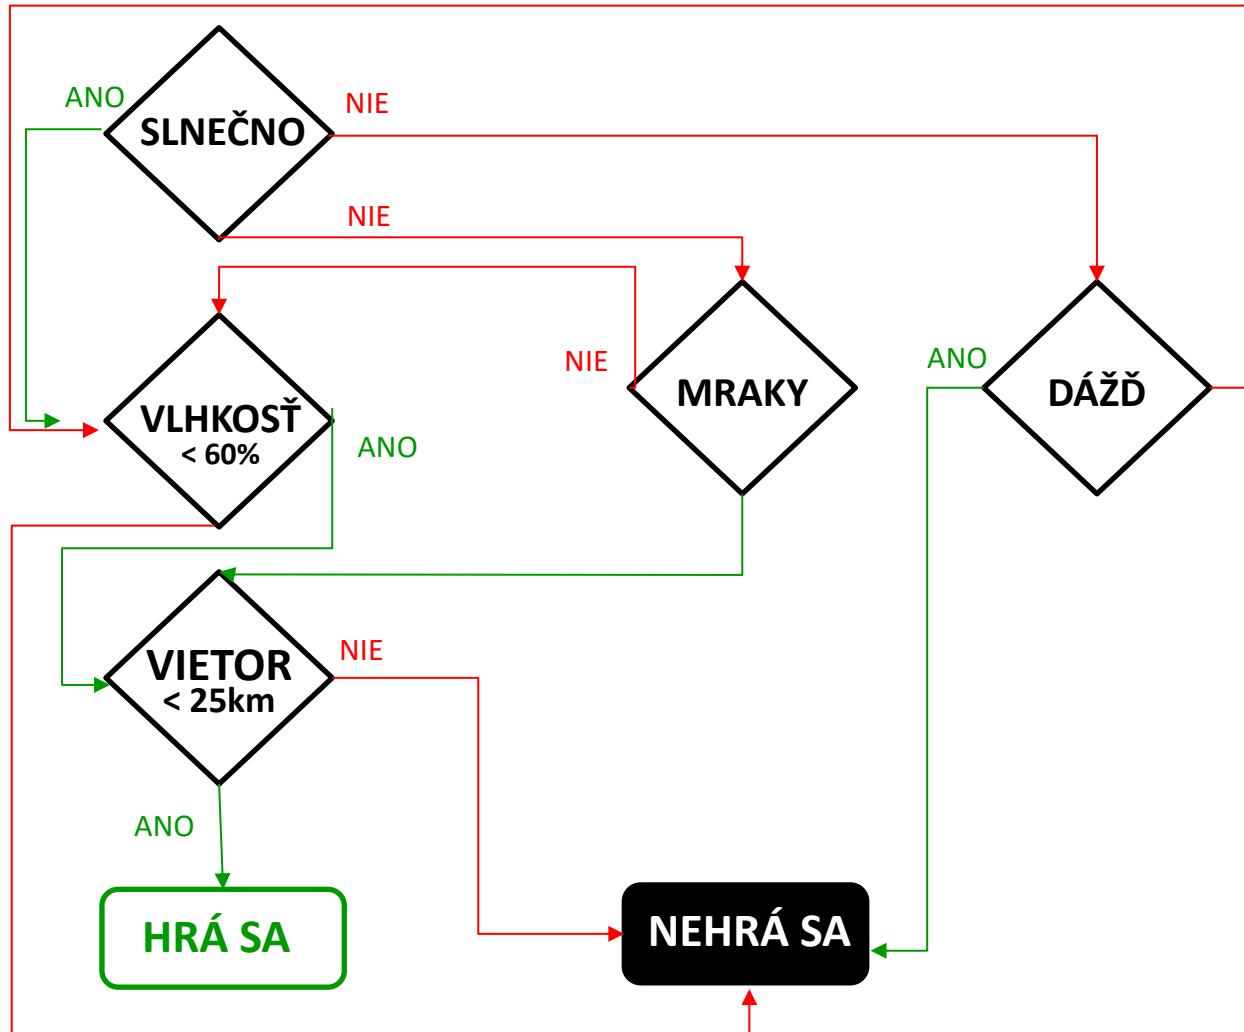 ANO
SLNEČNO
NIE
NIE
NIE
MRAKY
ANO
DÁŽĎ
VLHKOSŤ
< 60%
ANO
VIETOR
< 25km
NIE
ANO
HRÁ SA
NEHRÁ SA